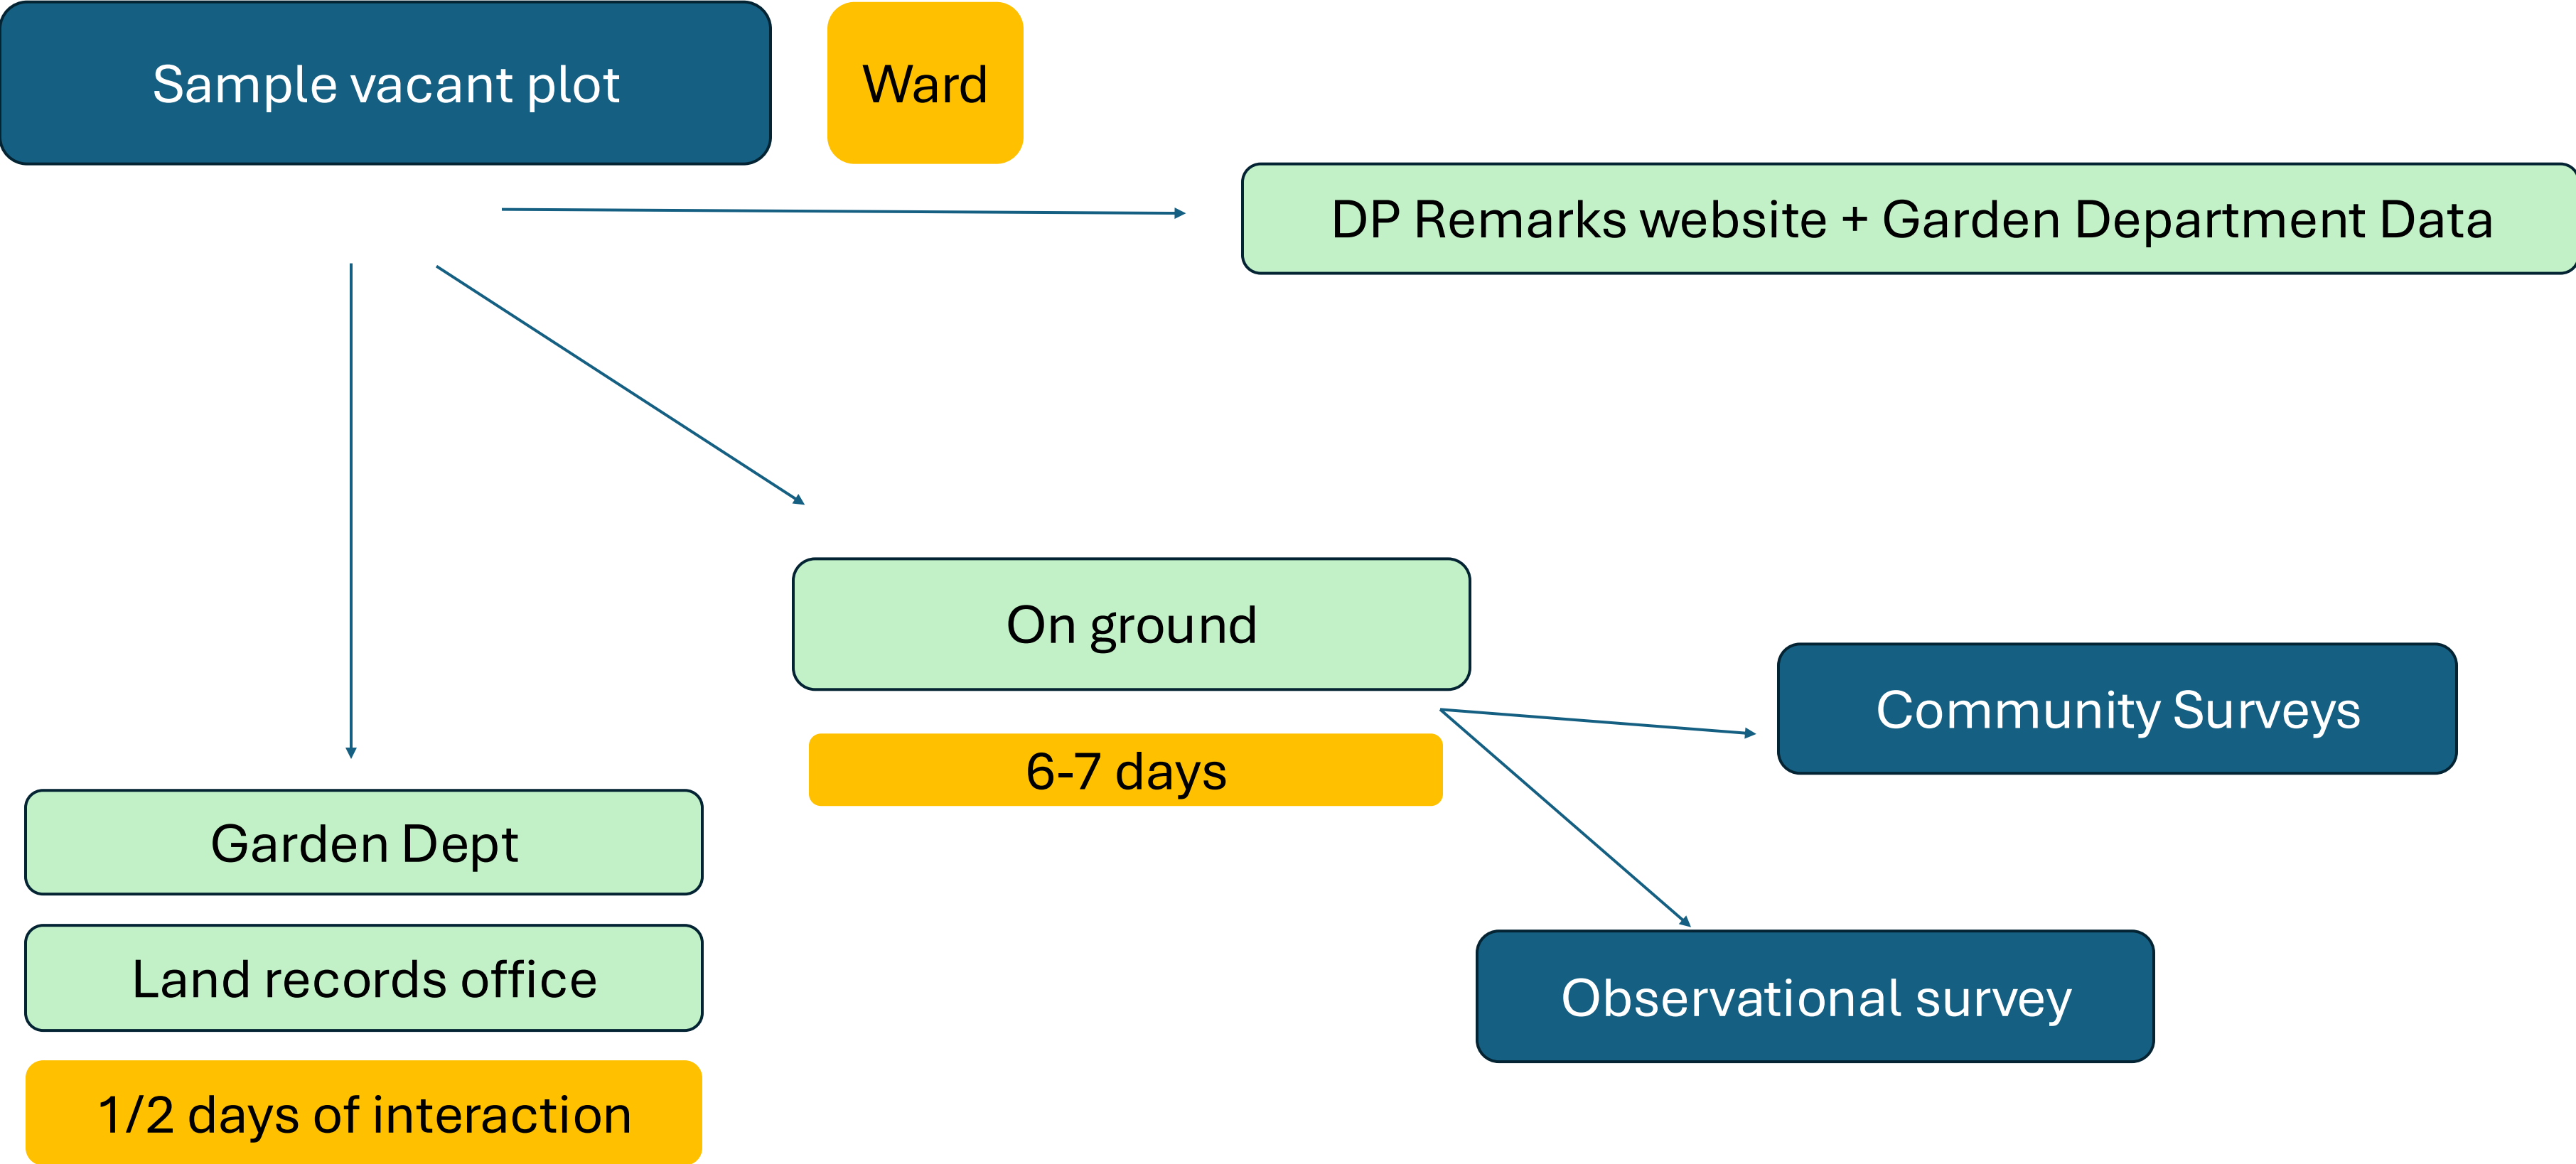 Sample vacant plot
Ward
DP Remarks website + Garden Department Data
On ground
6-7 days
Community Surveys
Observational survey
Garden Dept
Land records office
1/2 days of interaction